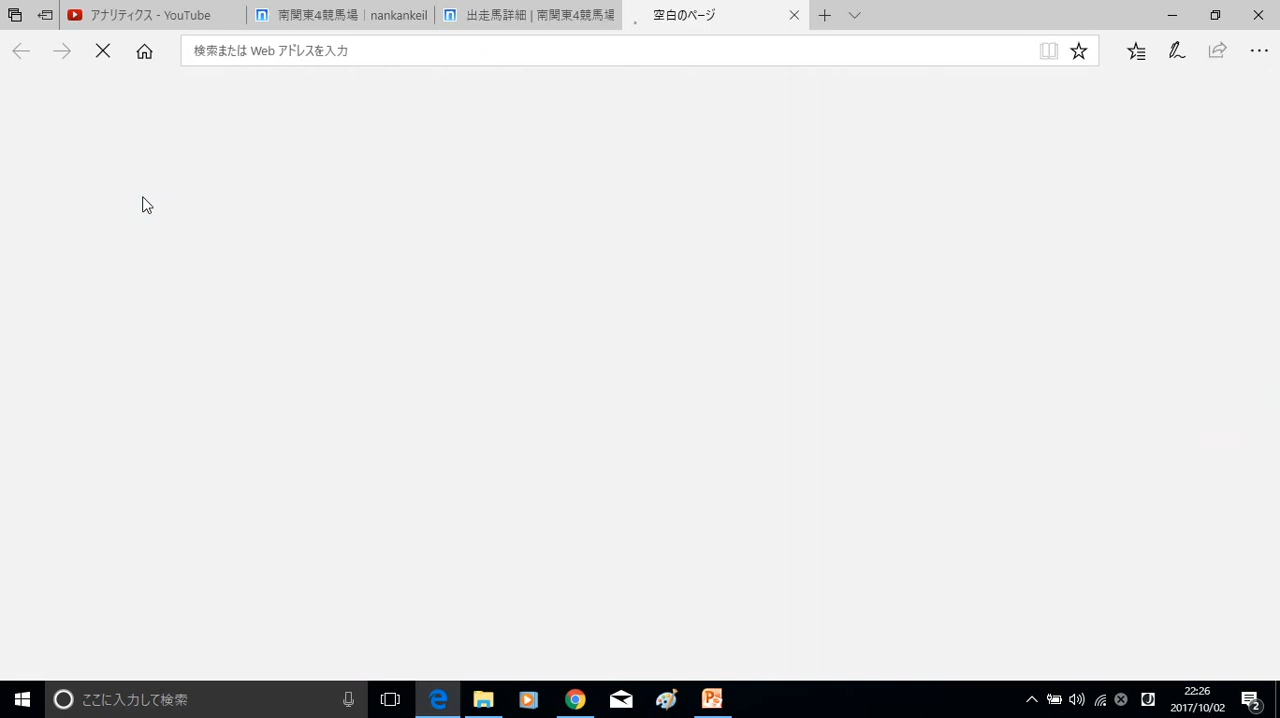 アナリティクス - YouTube
南関東4競馬場 | nankankeil
出走馬詳細 | 南関東4競馬場
空白のページ
検索または Web アドレスを入力
ここに入力して検索
22:26
2017/10/02
2